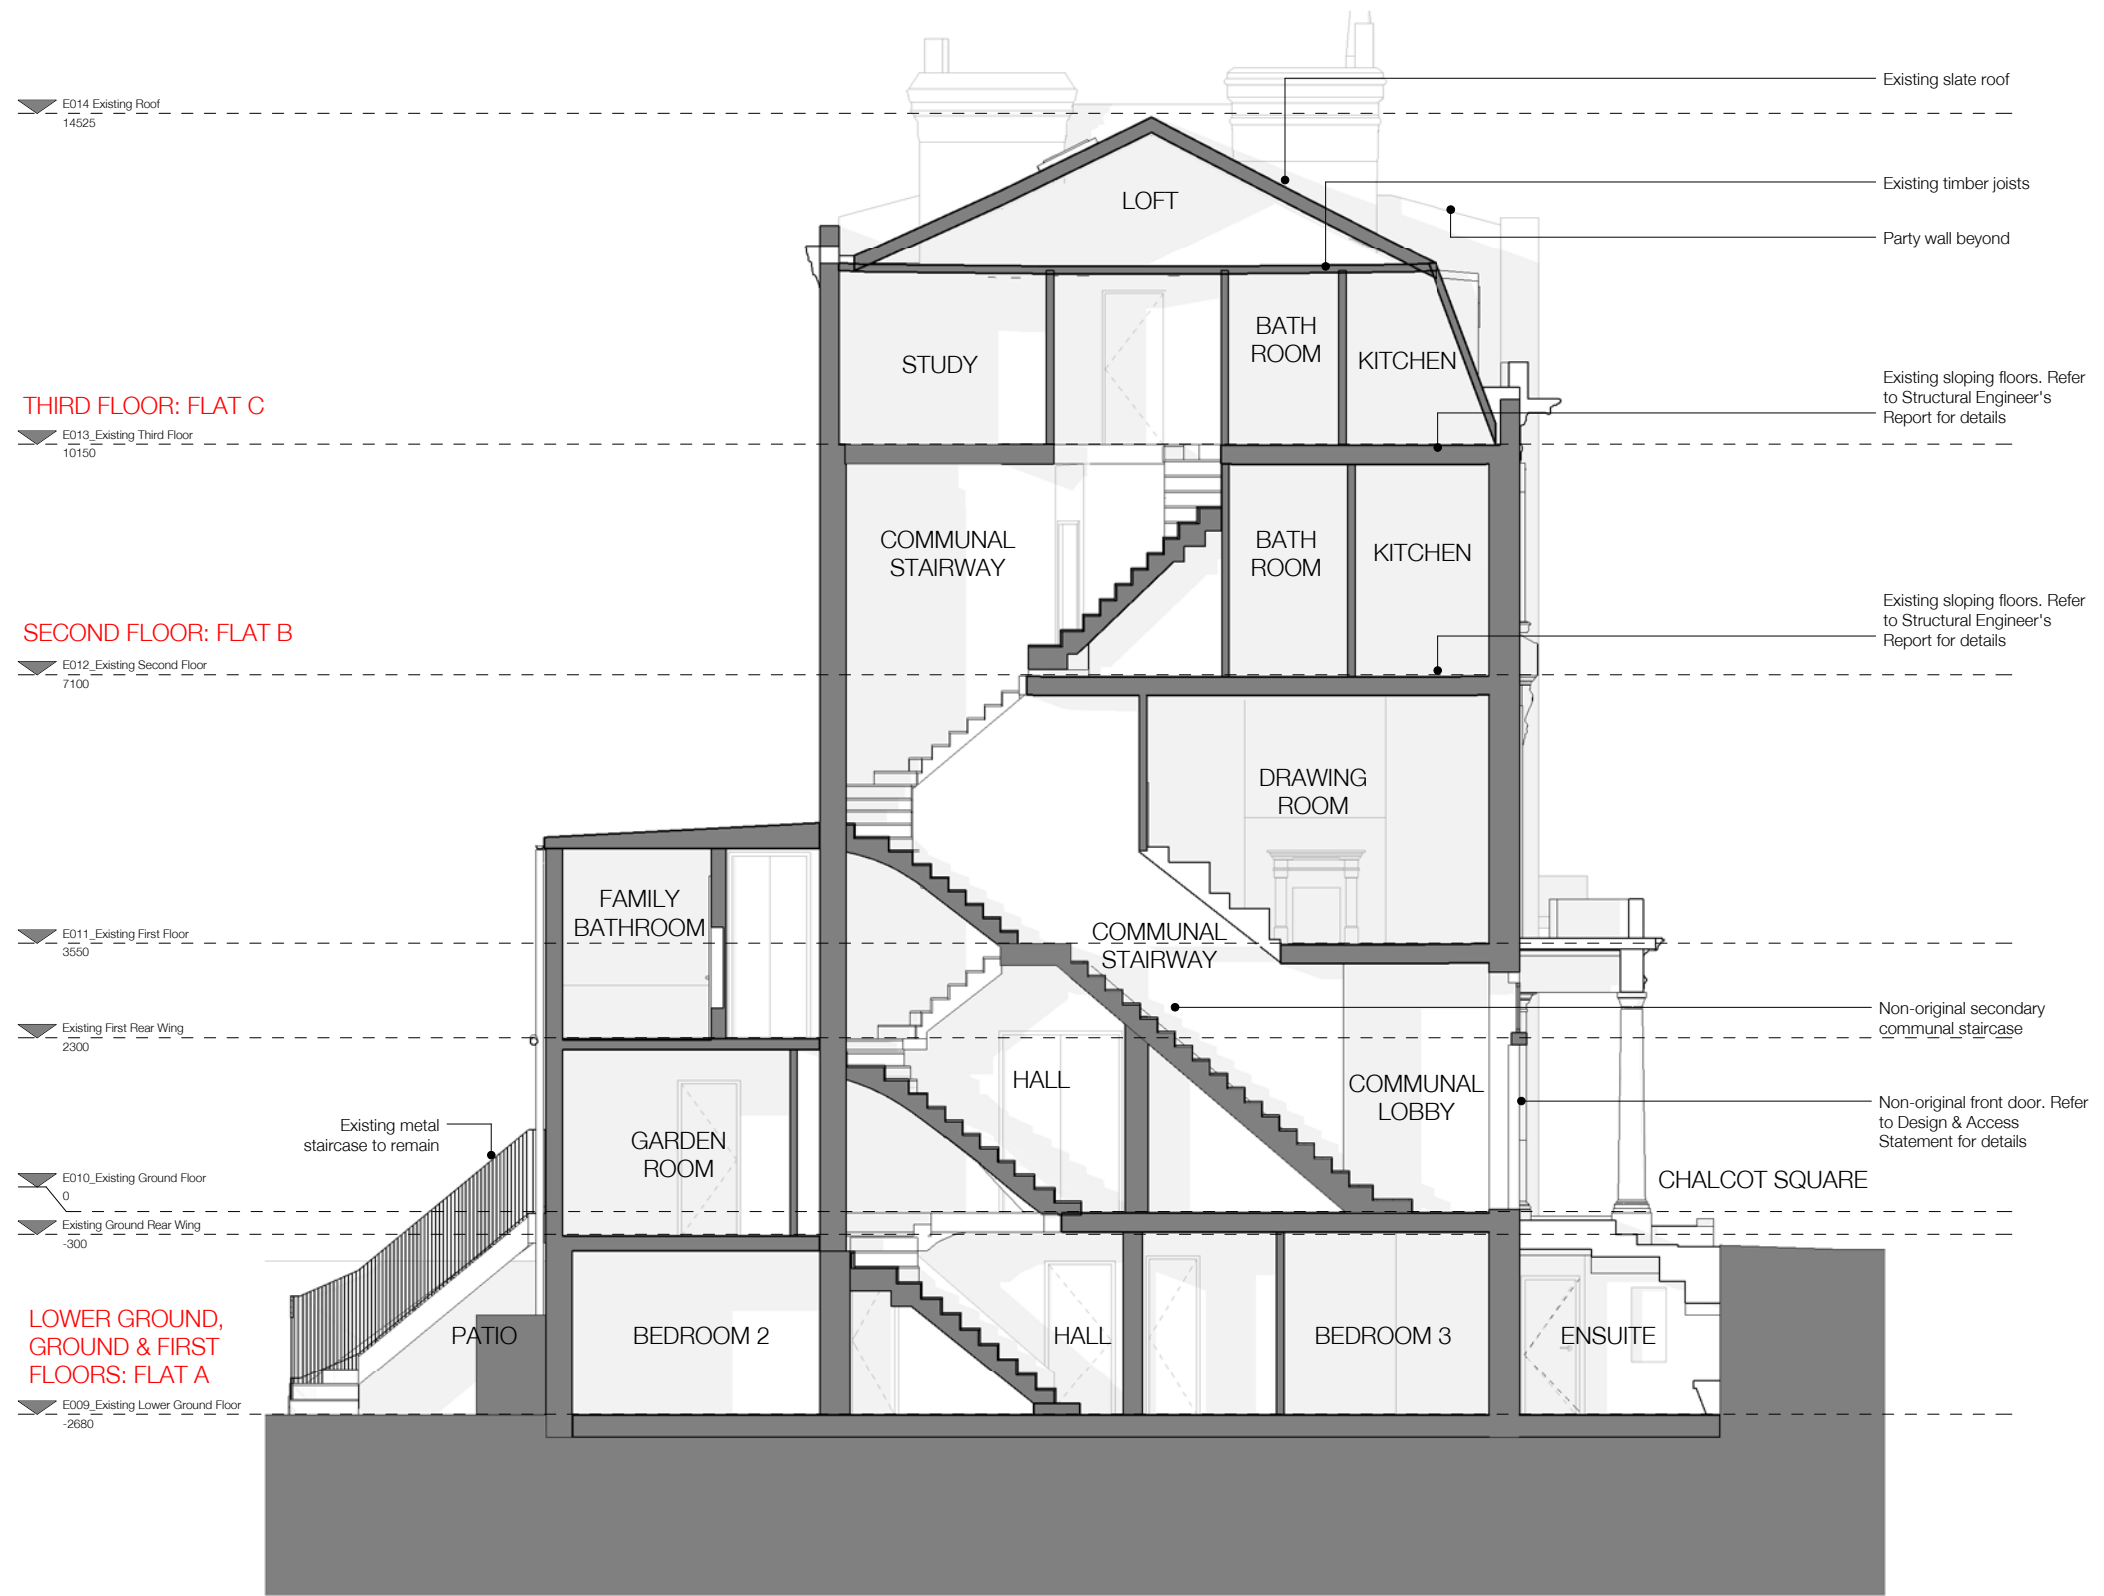 E014 Existing Roof
14525
Existing slate roof
Existing timber joists
LOFT
Party wall beyond
BATH
ROOM
STUDY
KITCHEN
Existing sloping floors. Refer
to Structural Engineer's
Report for details
THIRD FLOOR: FLAT C
E013_Existing Third Floor
10150
COMMUNAL
STAIRWAY
BATH
ROOM
KITCHEN
Existing sloping floors. Refer
to Structural Engineer's
Report for details
SECOND FLOOR: FLAT B
E012_Existing Second Floor
7100
DRAWING
ROOM
FAMILY
BATHROOM
E011_Existing First Floor
3550
COMMUNAL
STAIRWAY
Non-original secondary
communal staircase
Existing First Rear Wing
2300
HALL
COMMUNAL
LOBBY
Non-original front door. Refer
to Design & Access
Statement for details
Existing metal
staircase to remain
GARDEN
ROOM
CHALCOT SQUARE
E010_Existing Ground Floor
0
Existing Ground Rear Wing
-300
LOWER GROUND,
GROUND & FIRST
FLOORS: FLAT A
PATIO
BEDROOM 2
HALL
BEDROOM 3
ENSUITE
E009_Existing Lower Ground Floor
-2680